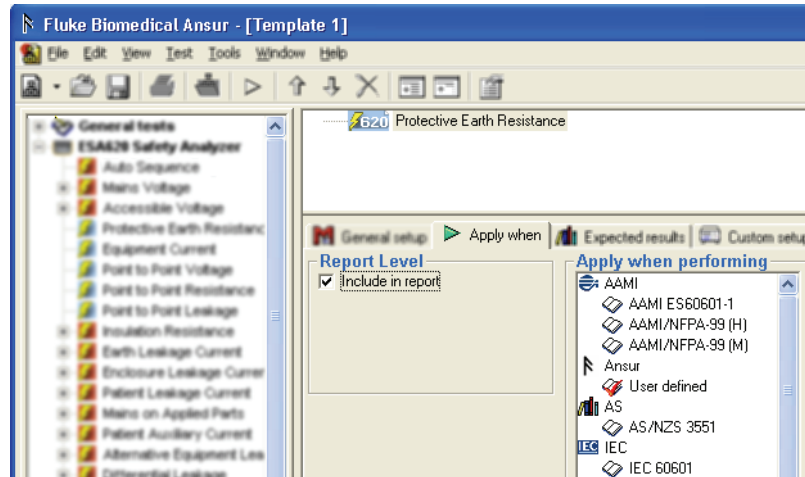 Fluke Biomedical Ansur - [Template 1]
File Edit View Test Tools Window Help
General tests
ESA620 Safety Analyzer
Auto Sequence
Mains Voltage
Accessible Voltage
Protective Earth Resistanc
Equipment Current
Point to Point Voltage
Point to Point Resistance
Point to Point Leakage
Insulation Resistance
Earth Leakage Current
Enclosure Leakage Currer
Patient Leakage Current
Mains on Applied Parts
Patient Auxiliary Current
Alternative Equipment Lea
Differential Leakage
620 Protective Earth Resistance
General setup Apply when Expected results Custom setup
Report Level
Include in report
Apply when performing
AAMI
AAMI ES60601-1
AAMI/NFPA-99 (H)
AAMI/NFPA-99 (M)
Ansur
User defined
AS
AS/NZS 3551
IEC IEC
IEC 60601